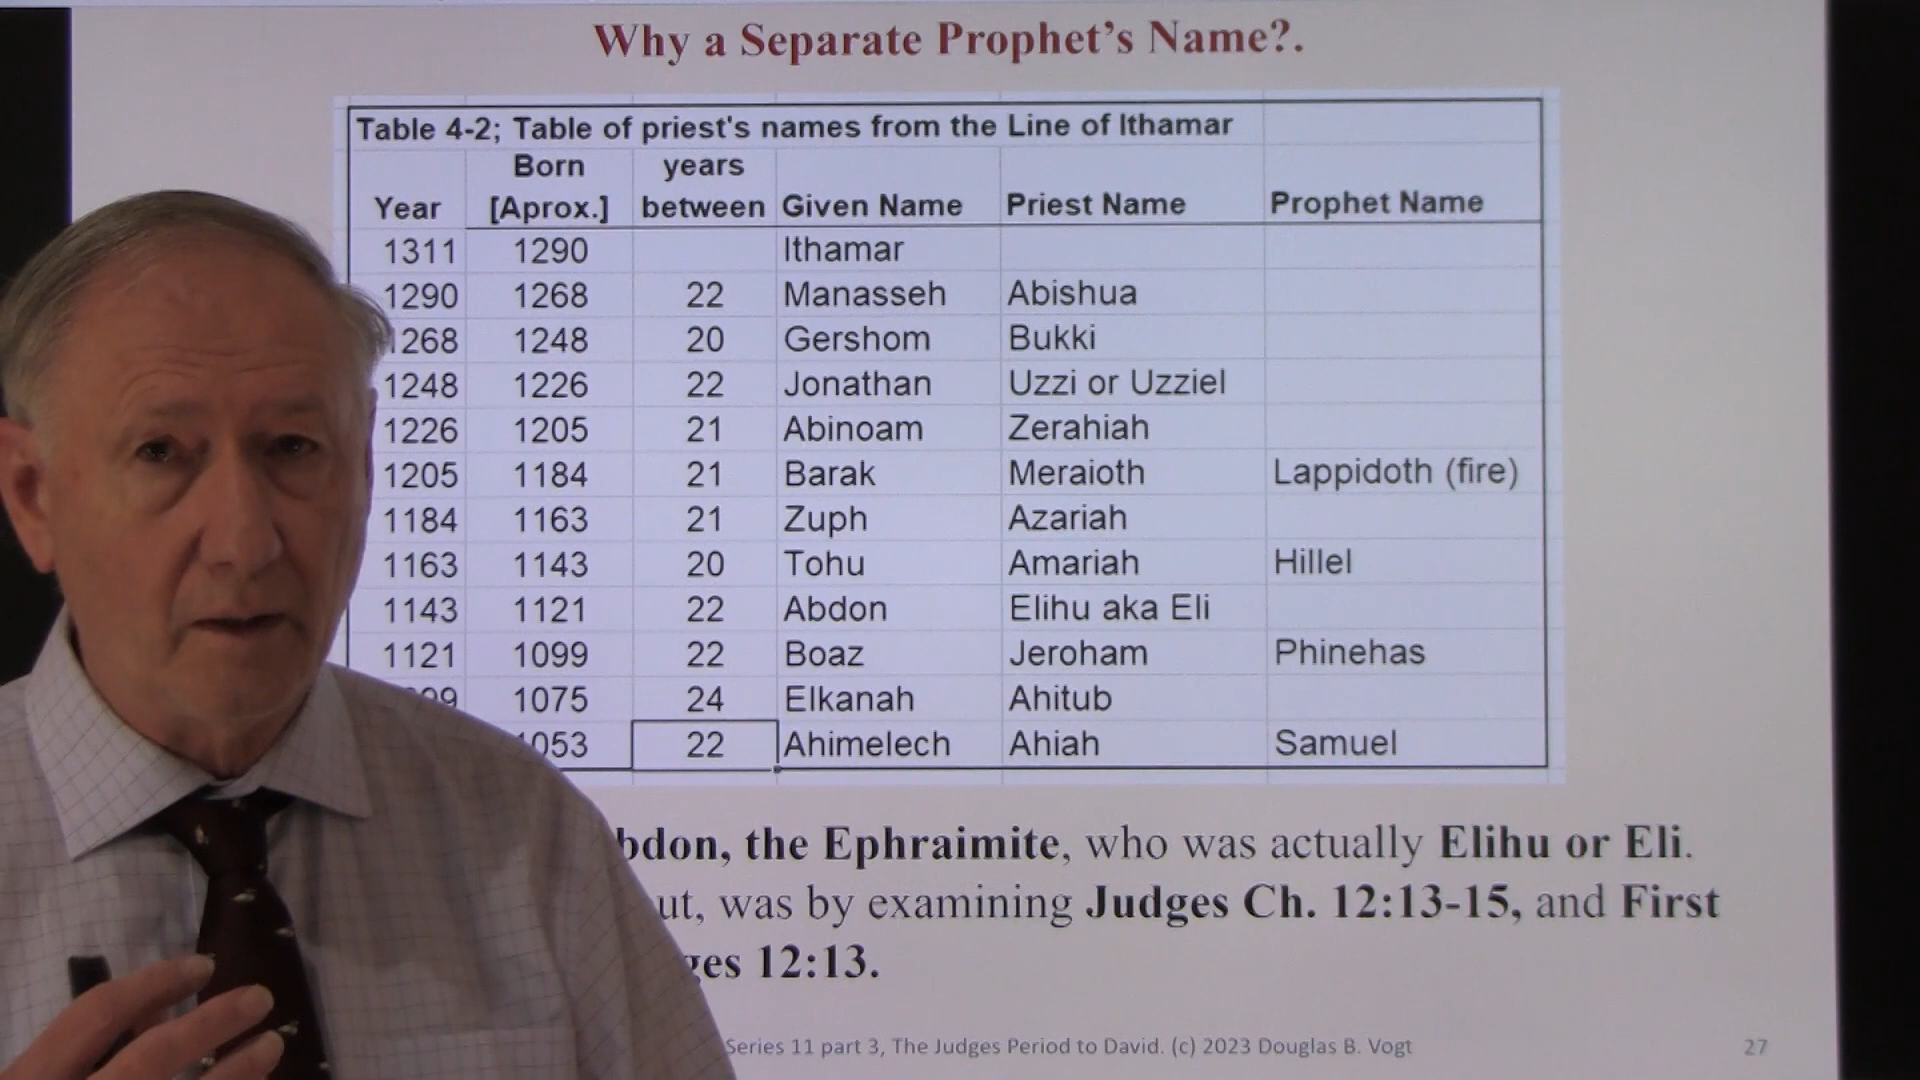 Why a Separate Prophet's Name?.
Table 4-2; Table of priest's names from the Line of Ithamar
Born years
Year [Aprox.] between Given Name Priest Name Prophet Name
1311 1290 Ithamar
1290 1268 22 Manasseh Abishua
1268 1248 20 Gershom Bukki
1248 1226 22 Jonathan Uzzi or Uzziel
1226 1205 21 Abinoam Zerahiah
1205 1184 21 Barak Meraioth Lappidoth (fire)
1184 1163 21 Zuph Azariah
1163 1143 20 Tohu Amariah Hillel
1143 1121 22 Abdon Elihu aka Eli
1121 1099 22 Boaz Jeroham Phinehas
1075 24 Elkanah Ahitub
1053 22 Ahimelech Ahiah Samuel
bdon, the Ephraimite, who was actually Elihu or Eli.
ut, was by examining Judges Ch. 12:13-15, and First
ges 12:13.
Series 11 part 3, The Judges Period to David. (c) 2023 Douglas B. Vogt 27